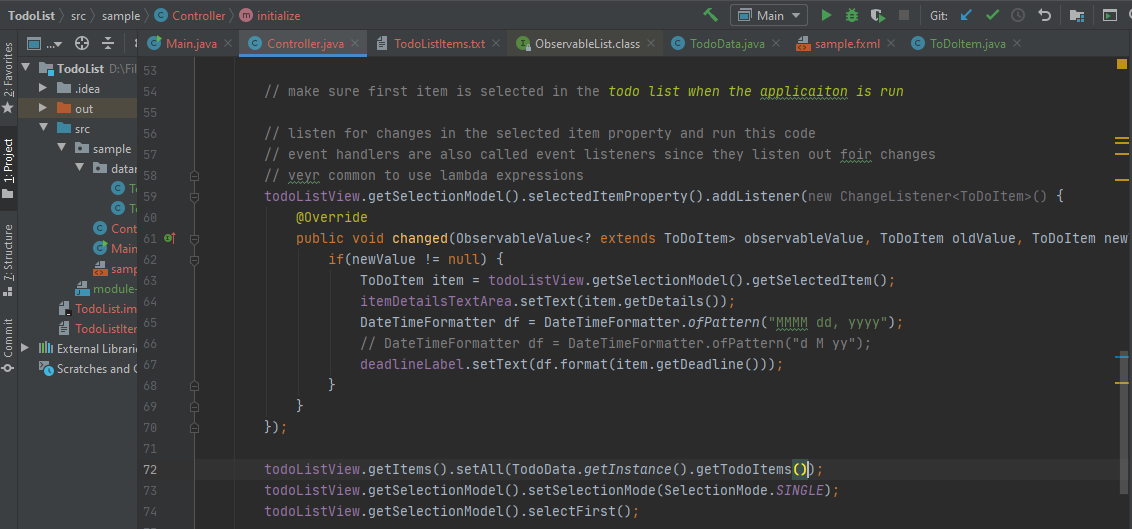 TodoList src sample Controller initialize
Main Git:
Main.java Controller.java TodoListItems.txt ObservableList.class TodoData.java sample.fxml ToDoItem.java
2: Favorites
1: Project
7: Structure
Commit
TodoList D:\Fil
.idea
out
src
sample
datar
To
To
Cont
Main
samp
module-
TodoList.im
TodoListIter
External Librarie
Scratches and C
53
54 // make sure first item is selected in the todo list when the applicaiton is run
55
56 // listen for changes in the selected item property and run this code
57 // event handlers are also called event listeners since they listen out foir changes
58 // veyr common to use lambda expressions
59 todoListView.getSelectionModel().selectedItemProperty().addListener(new ChangeListener<ToDoItem>() {
60 @Override
61 public void changed(ObservableValue<? extends ToDoItem> observableValue, ToDoItem oldValue, ToDoItem new
62 if(newValue != null) {
63 ToDoItem item = todoListView.getSelectionModel().getSelectedItem();
64 itemDetailsTextArea.setText(item.getDetails());
65 DateTimeFormatter df = DateTimeFormatter.ofPattern("MMMM dd, yyyy");
66 // DateTimeFormatter df = DateTimeFormatter.ofPattern("d M yy");
67 deadlineLabel.setText(df.format(item.getDeadline()));
68 }
69 }
70 });
71
72 todoListView.getItems().setAll(TodoData.getInstance().getTodoItems());
73 todoListView.getSelectionModel().setSelectionMode(SelectionMode.SINGLE);
74 todoListView.getSelectionModel().selectFirst();